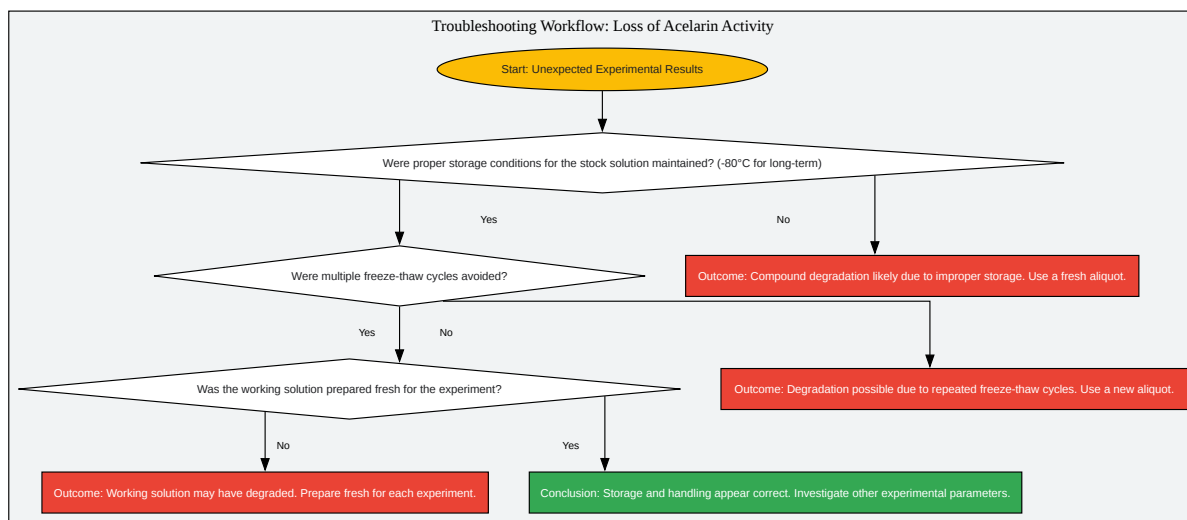 Troubleshooting Workflow: Loss of Acelarin Activity
Start: Unexpected Experimental Results
Were proper storage conditions for the stock solution maintained? (-80°C for long-term)
Yes
No
Were multiple freeze-thaw cycles avoided?
Outcome: Compound degradation likely due to improper storage. Use a fresh aliquot.
Yes
No
Was the working solution prepared fresh for the experiment?
Outcome: Degradation possible due to repeated freeze-thaw cycles. Use a new aliquot.
No
Yes
Outcome: Working solution may have degraded. Prepare fresh for each experiment.
Conclusion: Storage and handling appear correct. Investigate other experimental parameters.